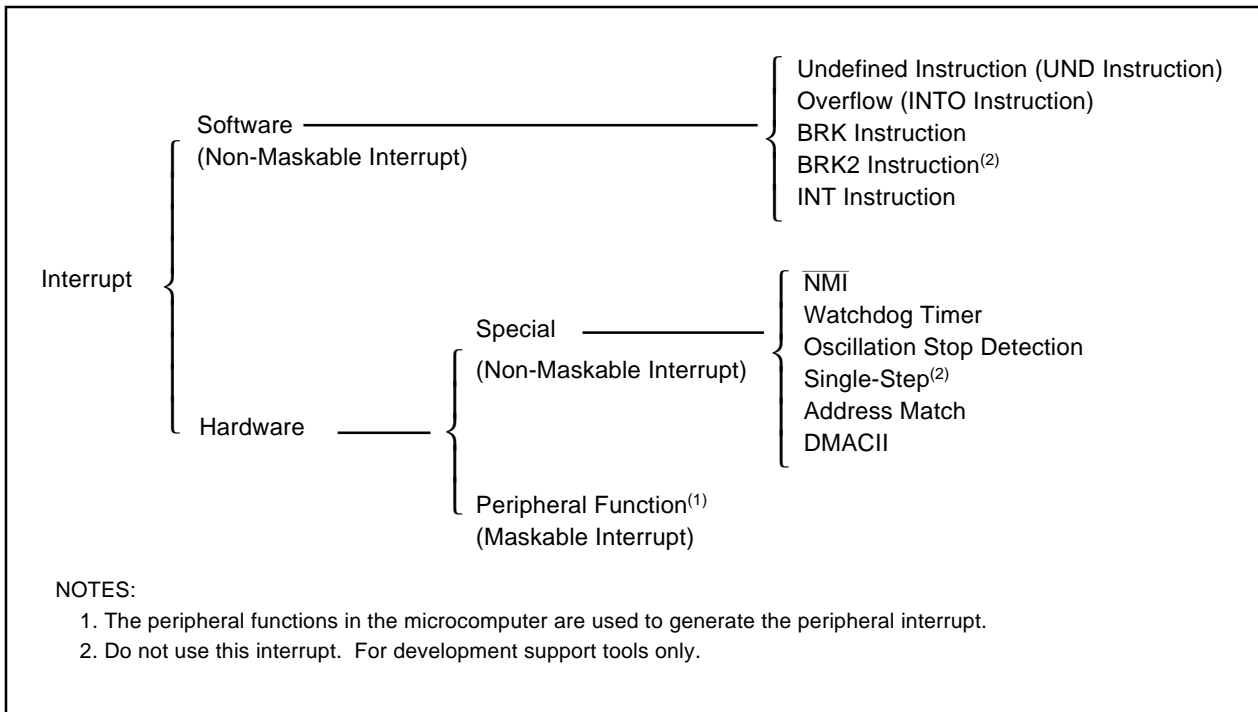 Software
(Non-Maskable Interrupt)
Undefined Instruction (UND Instruction)
Overflow (INTO Instruction)
BRK Instruction
BRK2 Instruction(2)
INT Instruction
Interrupt
Hardware
Special
(Non-Maskable Interrupt)
NMI
Watchdog Timer
Oscillation Stop Detection
Single-Step(2)
Address Match
DMACII
Peripheral Function(1)
(Maskable Interrupt)
NOTES:
1. The peripheral functions in the microcomputer are used to generate the peripheral interrupt.
2. Do not use this interrupt. For development support tools only.